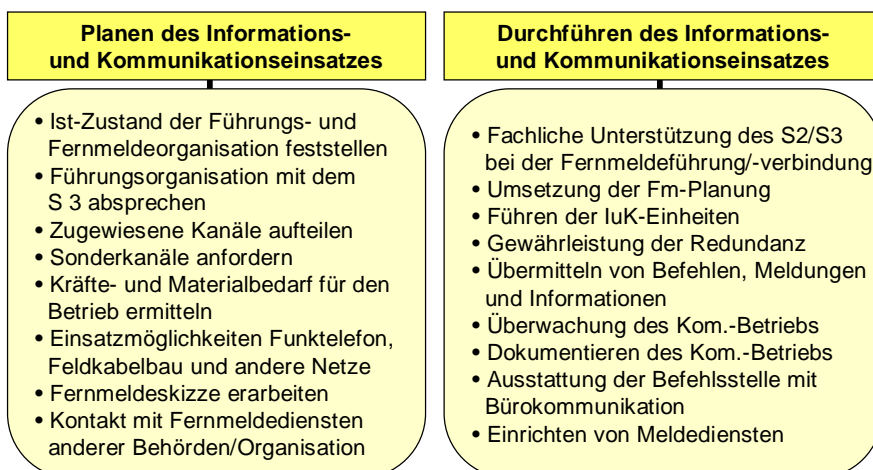 Planen des Informations-
und Kommunikationseinsatzes
• Ist-Zustand der Führungs- und
Fernmeldeorganisation feststellen
• Führungsorganisation mit dem
S 3 absprechen
• Zugewiesene Kanäle aufteilen
• Sonderkanäle anfordern
• Kräfte- und Materialbedarf für den
Betrieb ermitteln
• Einsatzmöglichkeiten Funktelefon,
Feldkabelbau und andere Netze
• Fernmeldeskizze erarbeiten
• Kontakt mit Fernmeldediensten
anderer Behörden/Organisation
Durchführen des Informations-
und Kommunikationseinsatzes
• Fachliche Unterstützung des S2/S3
bei der Fernmeldeführung/-verbindung
• Umsetzung der Fm-Planung
• Führen der IuK-Einheiten
• Gewährleistung der Redundanz
• Übermitteln von Befehlen, Meldungen
und Informationen
• Überwachung des Kom.-Betriebs
• Dokumentieren des Kom.-Betriebs
• Ausstattung der Befehlsstelle mit
Bürokommunikation
• Einrichten von Meldediensten